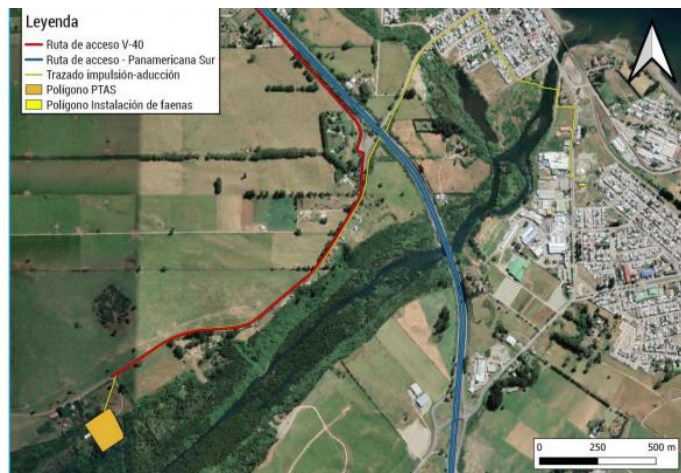 Leyenda
Ruta de acceso V-40
Ruta de acceso - Panamericana Sur
Trazado impulsión-aducción
Polígono PTAS
Polígono Instalación de faenas
0 250 500 m